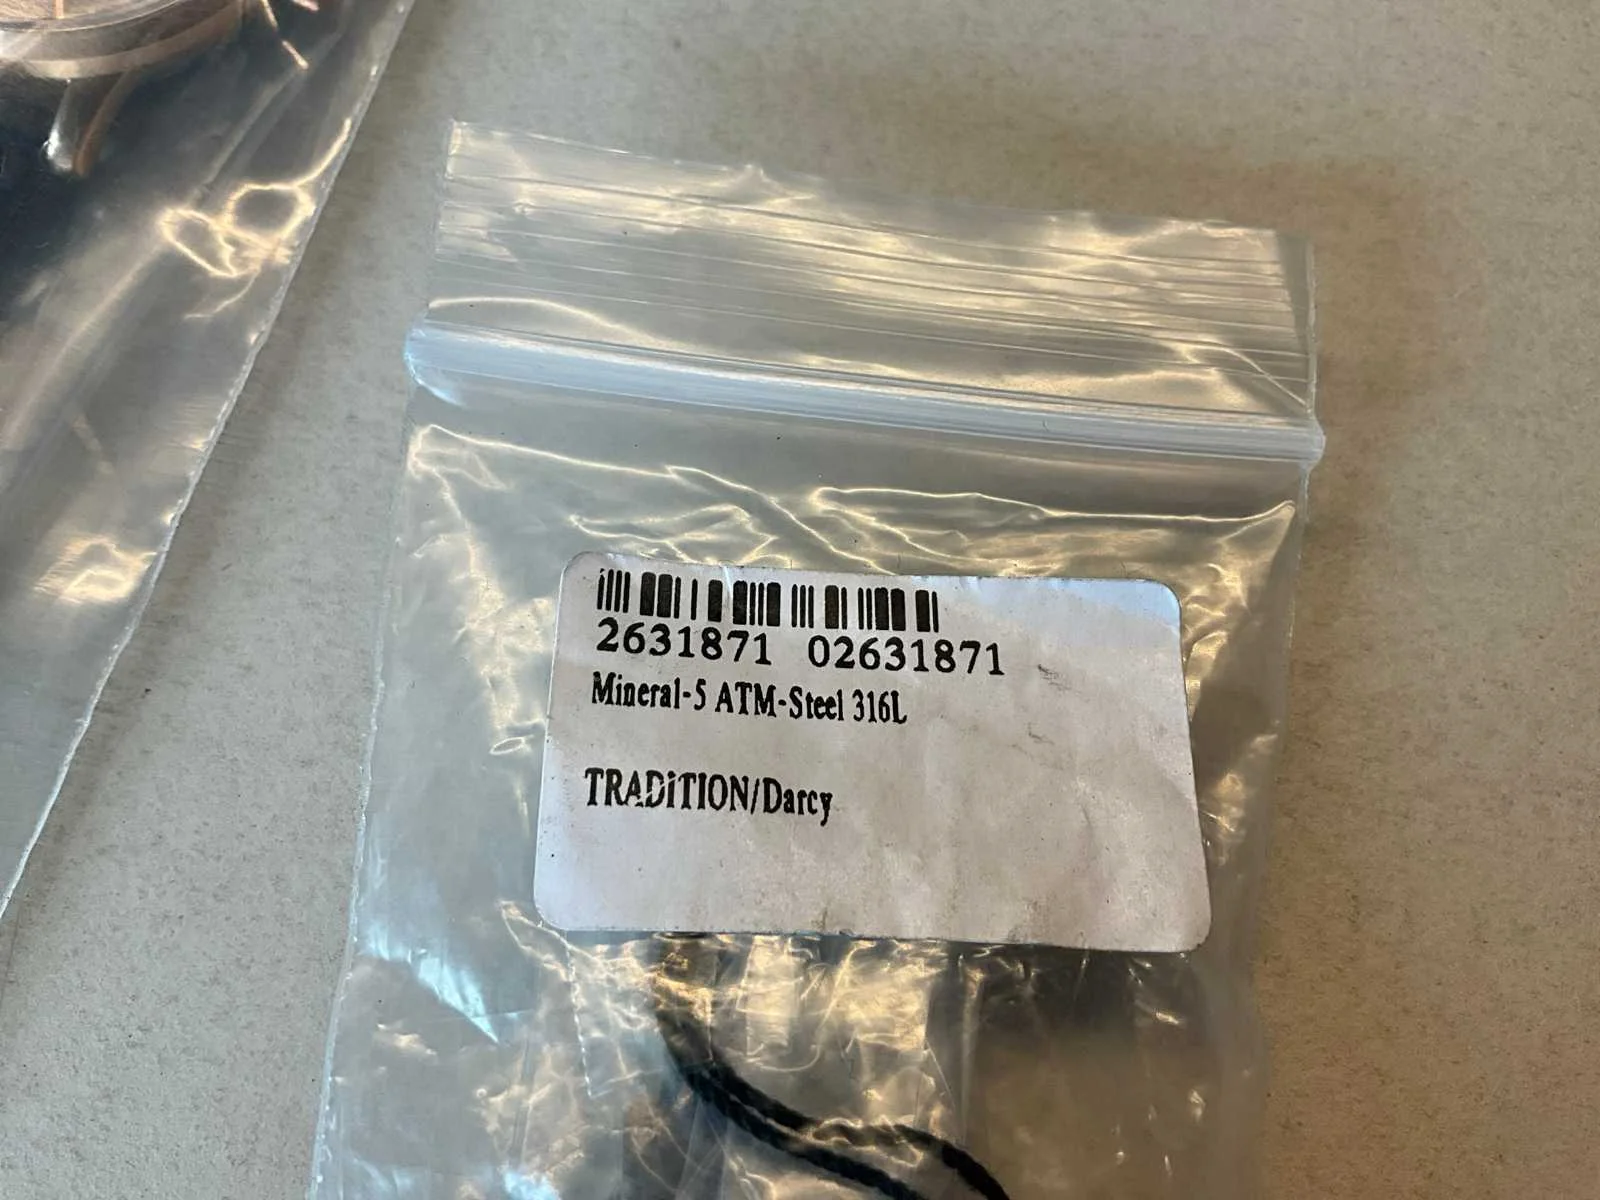 2631871 02631871
Mineral-5 ATM-Steel 316L
TRADiTION/Darcy